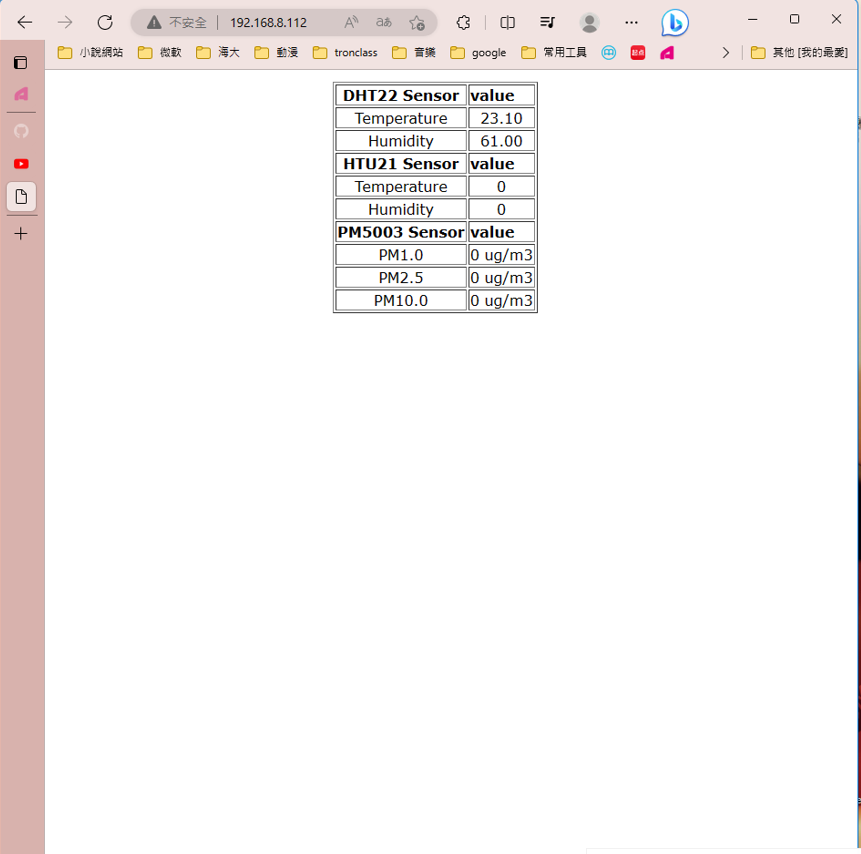 不安全 192.168.8.112
小說網站 微軟 海大 動漫 tronclass 音樂 google 常用工具 起点 其他 [我的最愛]
DHT22 Sensor value
Temperature 23.10
Humidity 61.00
HTU21 Sensor value
Temperature 0
Humidity 0
PM5003 Sensor value
PM1.0 0 ug/m3
PM2.5 0 ug/m3
PM10.0 0 ug/m3